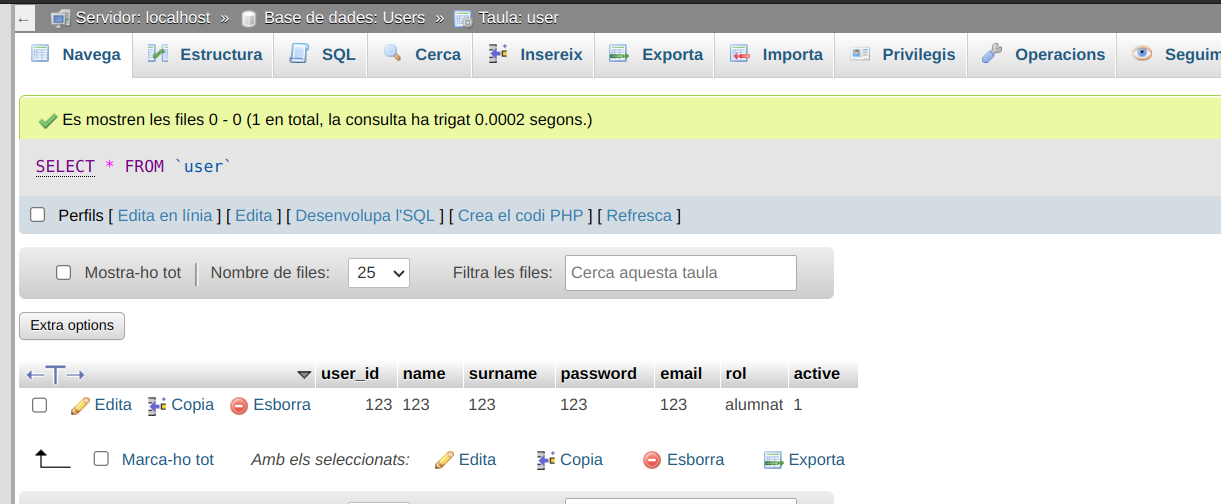 ← Servidor: localhost » Base de dades: Users » Taula: user
Navega Estructura SQL Cerca Insereix Exporta Importa Privilegis Operacions Seguim
Es mostren les files 0 - 0 (1 en total, la consulta ha trigat 0.0002 segons.)
SELECT * FROM `user`
Perfils [ Edita en línia ] [ Edita ] [ Desenvolupa l'SQL ] [ Crea el codi PHP ] [ Refresca ]
Mostra-ho tot | Nombre de files: 25 Filtra les files: Cerca aquesta taula
Extra options
←T→ user_id name surname password email rol active
Edita Copia Esborra 123 123 123 123 123 alumnat 1
Marca-ho tot Amb els seleccionats: Edita Copia Esborra Exporta